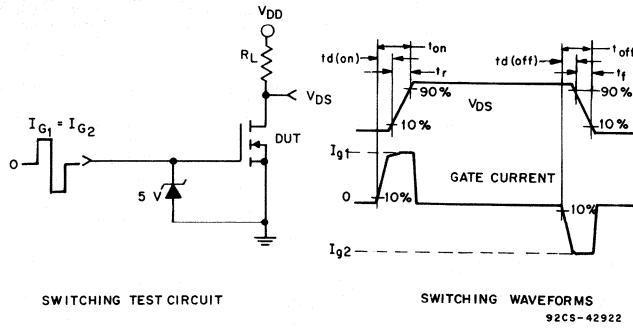 VDD
RL
VDS
IG1 = IG2
0
DUT
5 V
SWITCHING TEST CIRCUIT
ton
td(on)
tr
toff
td(off)
tf
90%
VDS
90%
10%
10%
Ig1
GATE CURRENT
0
10%
10%
Ig2
SWITCHING WAVEFORMS
92CS-42922